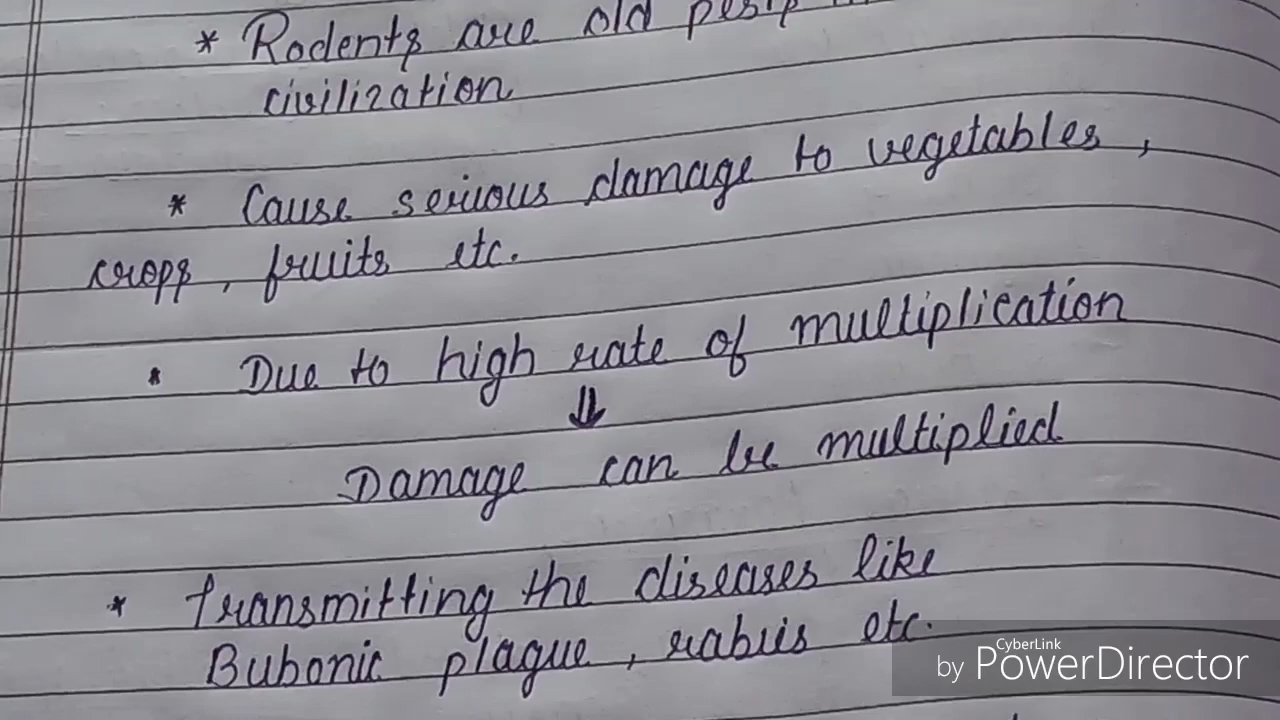 * Rodents are old pests
civilization
* Cause serious damage to vegetables,
crops, fruits etc.
* Due to high rate of multiplication
⇓
Damage can be multiplied
* Transmitting the diseases like
Bubonic plague, rabies etc.
CyberLink
by PowerDirector